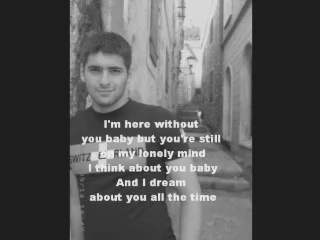 I'm here without
you baby but you're still
on my lonely mind
I think about you baby
And I dream
about you all the time
SWITZ